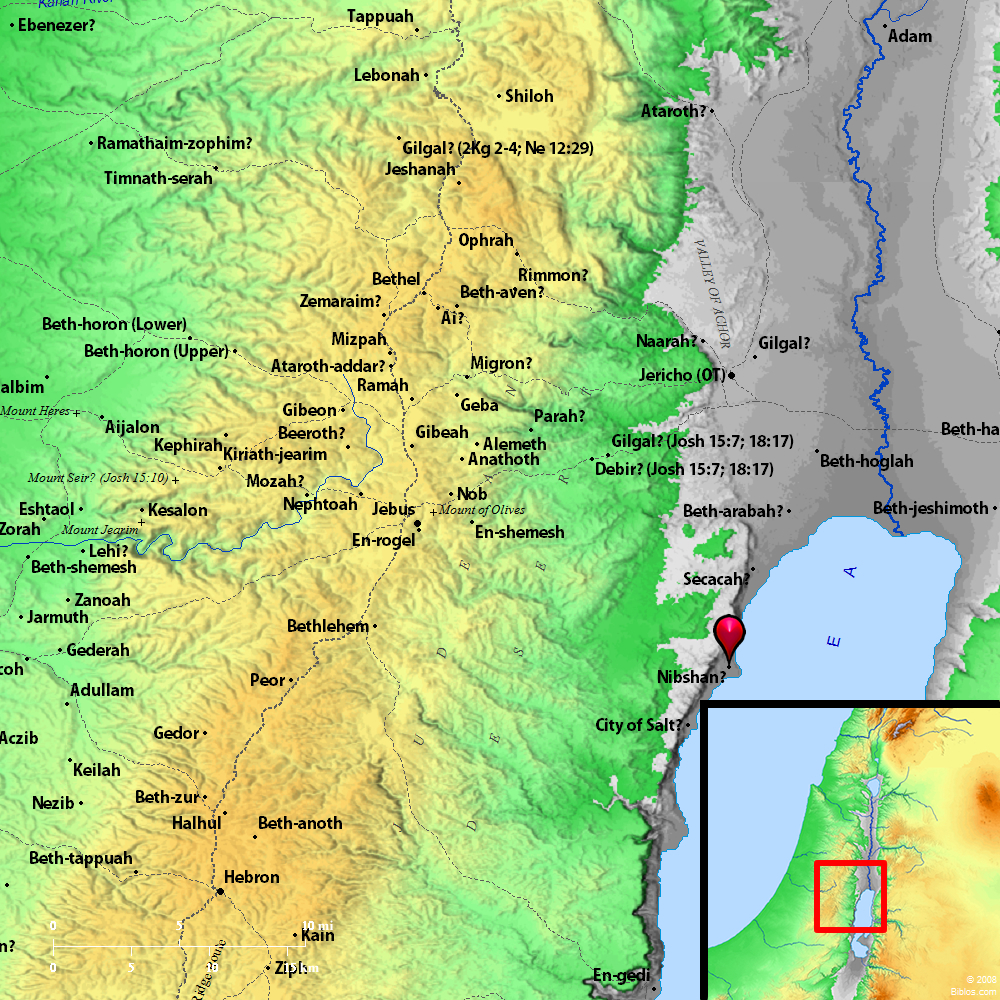 Kanah River
Ebenezer?
Tappuah
Adam
Lebonah
Shiloh
Ataroth?
Ramathaim-zophim?
Gilgal? (2Kg 2-4; Ne 12:29)
Timnath-serah
Jeshanah
Ophrah
VALLEY OF ACHOR
Rimmon?
Bethel
Beth-aven?
Zemaraim?
Ai?
Beth-horon (Lower)
Mizpah
Naarah?
Gilgal?
Beth-horon (Upper)
Ataroth-addar?
Migron?
Jericho (OT)
albim
Ramah
Mount Heres
Gibeon
Geba
Parah?
Aijalon
Beeroth?
Gibeah
Beth-ha
Kephirah
Kiriath-jearim
Alemeth
Gilgal? (Josh 15:7; 18:17)
Anathoth
Debir? (Josh 15:7; 18:17)
Beth-hoglah
Mount Seir? (Josh 15:10)
Mozah?
Nephtoah
Nob
Eshtaol
Kesalon
Jebus
Mount of Olives
Beth-arabah?
Beth-jeshimoth
Zorah
Mount Jearim
En-rogel
En-shemesh
Lehi?
Beth-shemesh
Secacah?
Zanoah
Jarmuth
Bethlehem
Gederah
coh
Nibshan?
Peor
Adullam
City of Salt?
Gedor
Aczib
Keilah
Nezib
Beth-zur
Halhul
Beth-anoth
Beth-tappuah
Hebron
JUDEAN
DESERT
SEA
0 5 10 mi
Kain
n?
0 5 10 15 km
Ziph
Ridge Route
En-gedi
© 2008
Biblos.com